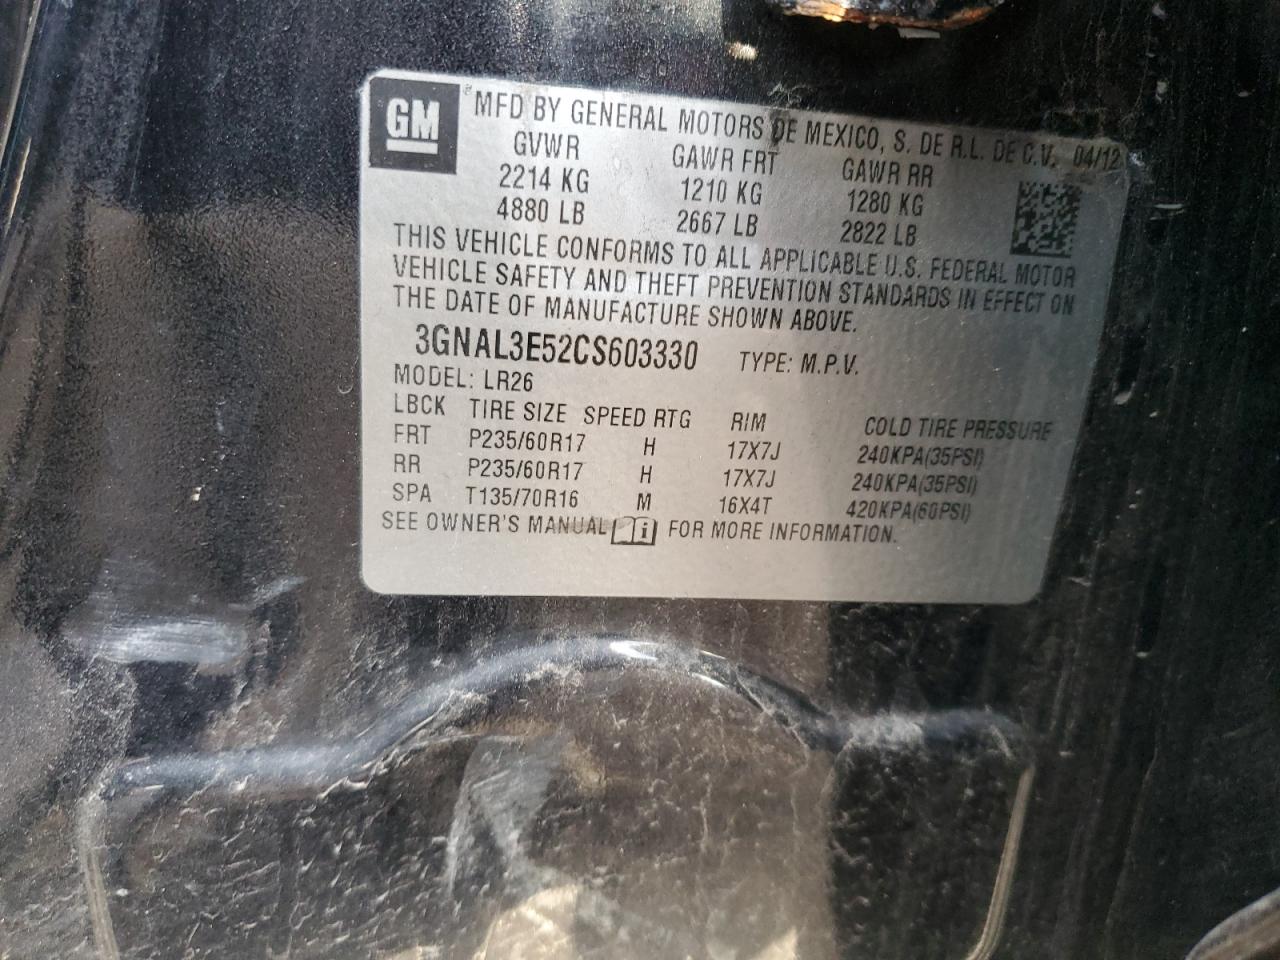 GM ® MFD BY GENERAL MOTORS DE MEXICO, S. DE R.L. DE C.V. 04/12
GVWR GAWR FRT GAWR RR
2214 KG 1210 KG 1280 KG
4880 LB 2667 LB 2822 LB
THIS VEHICLE CONFORMS TO ALL APPLICABLE U.S. FEDERAL MOTOR
VEHICLE SAFETY AND THEFT PREVENTION STANDARDS IN EFFECT ON
THE DATE OF MANUFACTURE SHOWN ABOVE.
3GNAL3E52CS603330 TYPE: M.P.V.
MODEL: LR26
LBCK TIRE SIZE SPEED RTG RIM COLD TIRE PRESSURE
FRT P235/60R17 H 17X7J 240KPA(35PSI)
RR P235/60R17 H 17X7J 240KPA(35PSI)
SPA T135/70R16 M 16X4T 420KPA(60PSI)
SEE OWNER'S MANUAL i FOR MORE INFORMATION.